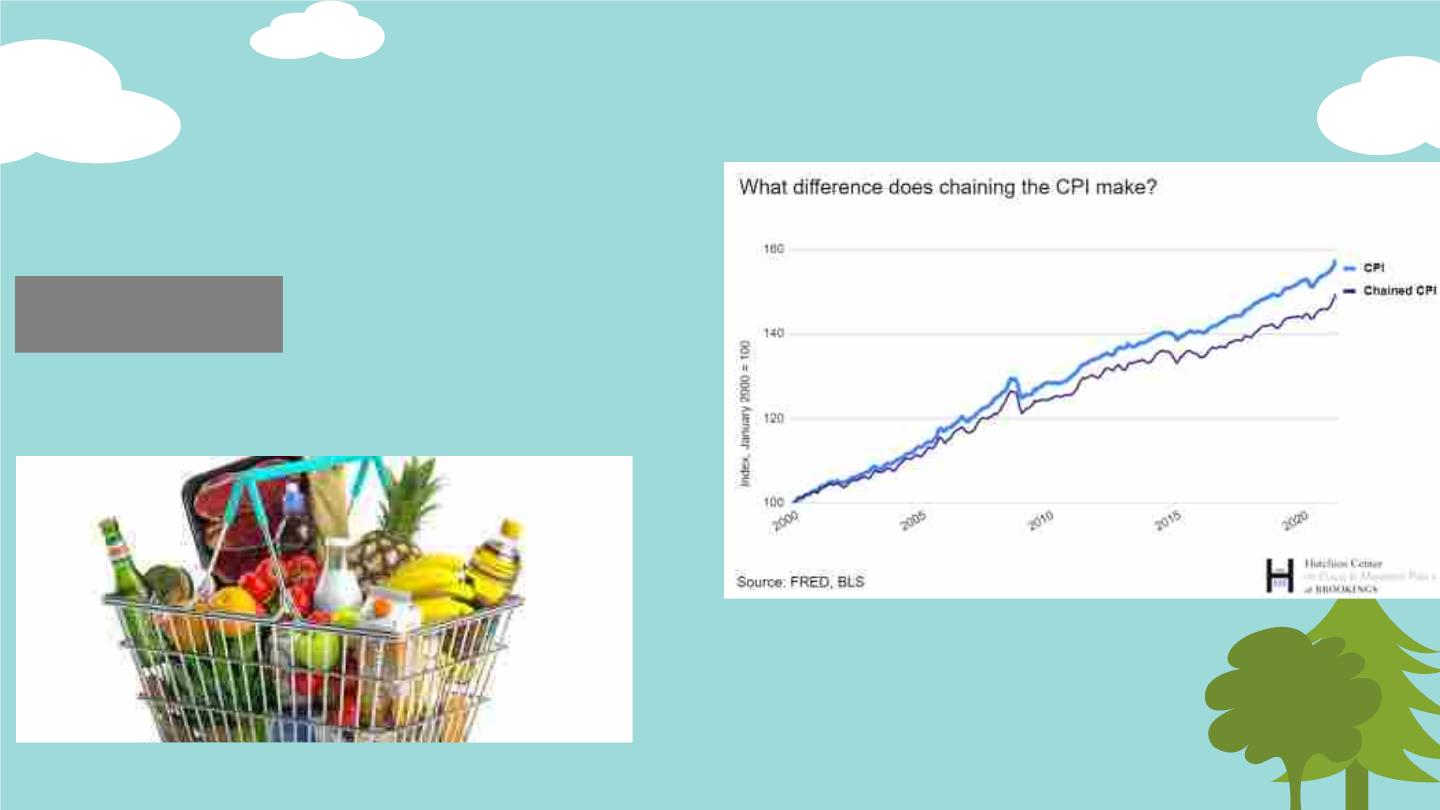 What difference does chaining the CPI make?
160
CPI
Chained CPI
140
Index, January 2000 = 100
120
100
2000
2005
2010
2015
2020
Source: FRED, BLS
H
Hutchins Center
at BROOKINGS